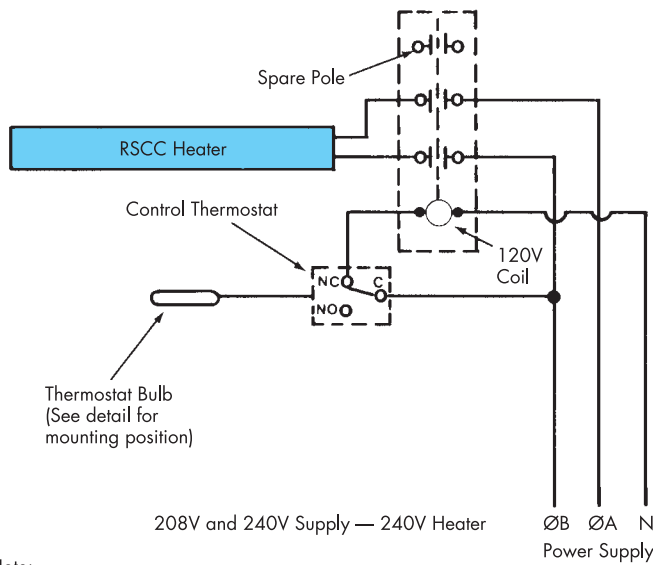 Spare Pole
RSCC Heater
Control Thermostat
120V
Coil
NC
C
NO
Thermostat Bulb
(See detail for
mounting position)
208V and 240V Supply — 240V Heater
ØB ØA N
Power Supply